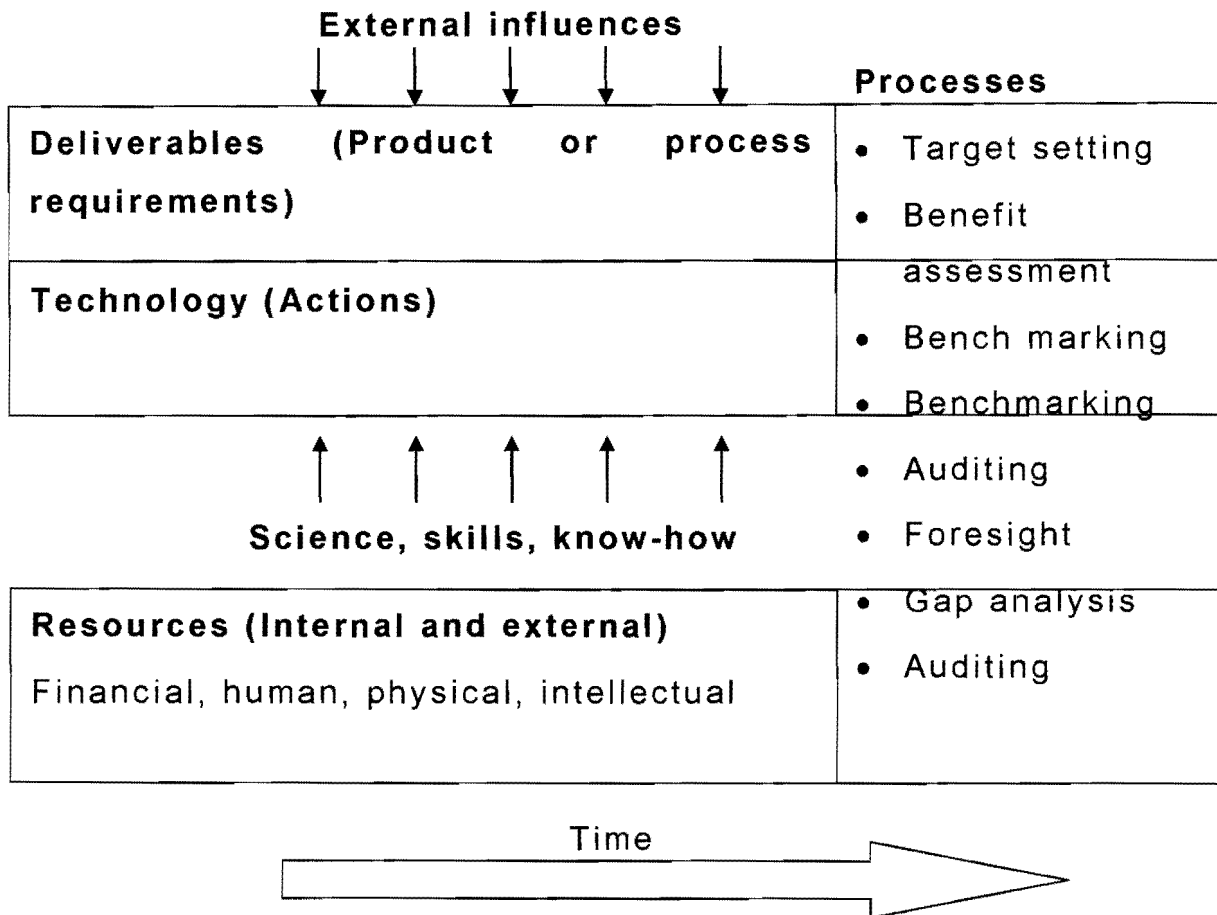 External influences
Processes
Deliverables (Product or process
requirements)
• Target setting
• Benefit
assessment
Technology (Actions)
• Bench marking
• Benchmarking
• Auditing
• Foresight
Science, skills, know-how
• Gap analysis
Resources (Internal and external)
• Auditing
Financial, human, physical, intellectual
Time